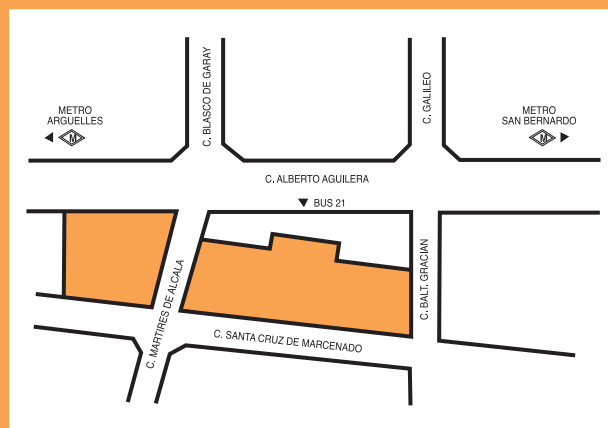 C. BLASCO DE GARAY
C. GALILEO
METRO
ARGUELLES
M
METRO
SAN BERNARDO
M
C. ALBERTO AGUILERA
BUS 21
C. MARTIRES DE ALCALA
C. BALT. GRACIAN
C. SANTA CRUZ DE MARCENADO